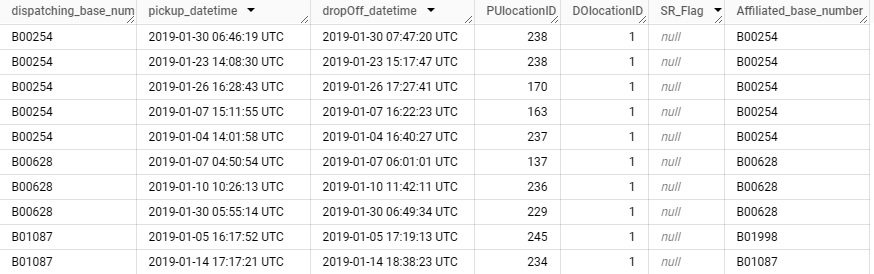 dispatching_base_num pickup_datetime dropOff_datetime PUlocationID DOlocationID SR_Flag Affiliated_base_number
B00254 2019-01-30 06:46:19 UTC 2019-01-30 07:47:20 UTC 238 1 null B00254
B00254 2019-01-23 14:08:30 UTC 2019-01-23 15:17:47 UTC 238 1 null B00254
B00254 2019-01-26 16:28:43 UTC 2019-01-26 17:27:41 UTC 170 1 null B00254
B00254 2019-01-07 15:11:55 UTC 2019-01-07 16:22:23 UTC 163 1 null B00254
B00254 2019-01-04 14:01:58 UTC 2019-01-04 16:40:27 UTC 237 1 null B00254
B00628 2019-01-07 04:50:54 UTC 2019-01-07 06:01:01 UTC 137 1 null B00628
B00628 2019-01-10 10:26:13 UTC 2019-01-10 11:42:11 UTC 236 1 null B00628
B00628 2019-01-30 05:55:14 UTC 2019-01-30 06:49:34 UTC 229 1 null B00628
B01087 2019-01-05 16:17:52 UTC 2019-01-05 17:19:13 UTC 245 1 null B01998
B01087 2019-01-14 17:17:21 UTC 2019-01-14 18:38:23 UTC 234 1 null B01087